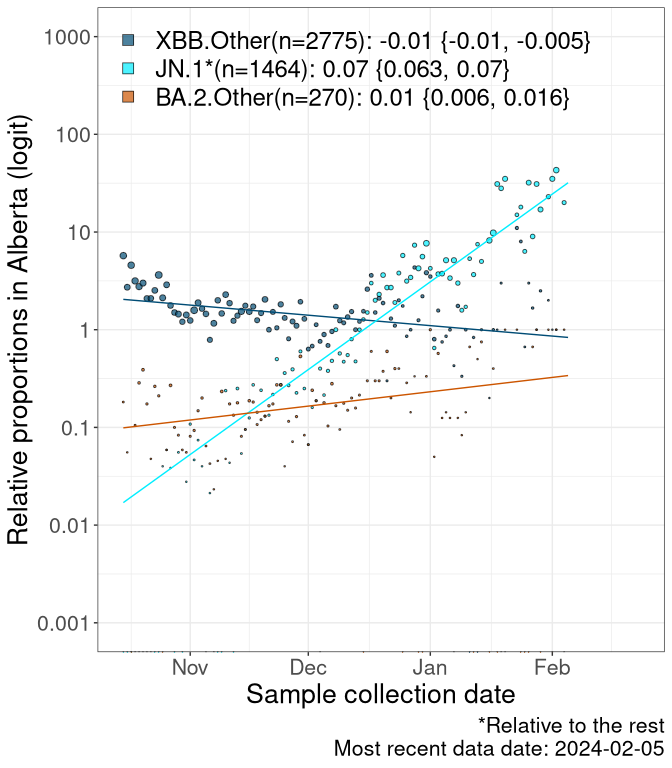 XBB.Other(n=2775): -0.01 {-0.01, -0.005}
JN.1*(n=1464): 0.07 {0.063, 0.07}
BA.2.Other(n=270): 0.01 {0.006, 0.016}
Relative proportions in Alberta (logit)
1000
100
10
1
0.1
0.01
0.001
Nov Dec Jan Feb
Sample collection date
*Relative to the rest
Most recent data date: 2024-02-05